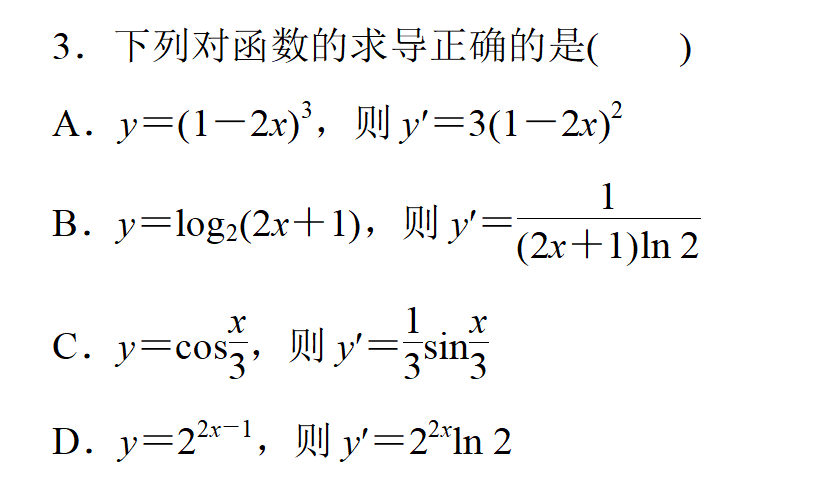 3．下列对函数的求导正确的是(　　)
A．y＝(1－2x)³，则 y′＝3(1－2x)²
B．y＝log₂(2x＋1)，则 y′＝1/((2x＋1)ln 2)
C．y＝cos x/3，则 y′＝1/3 sin x/3
D．y＝2^(2x－1)，则 y′＝2^(2x)ln 2